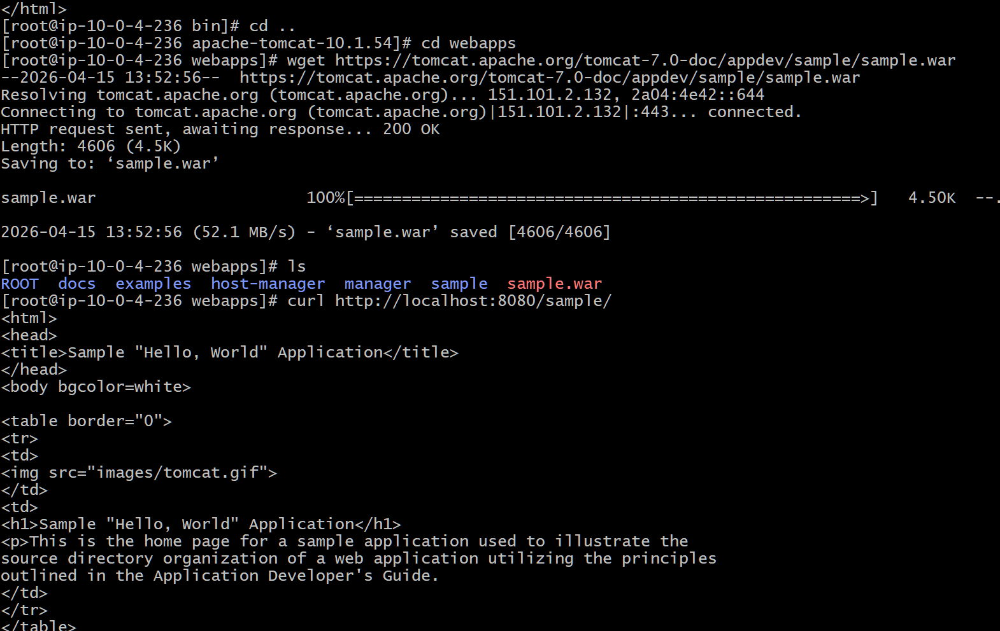 </html>
[root@ip-10-0-4-236 bin]# cd ..
[root@ip-10-0-4-236 apache-tomcat-10.1.54]# cd webapps
[root@ip-10-0-4-236 webapps]# wget https://tomcat.apache.org/tomcat-7.0-doc/appdev/sample/sample.war
--2026-04-15 13:52:56--  https://tomcat.apache.org/tomcat-7.0-doc/appdev/sample/sample.war
Resolving tomcat.apache.org (tomcat.apache.org)... 151.101.2.132, 2a04:4e42::644
Connecting to tomcat.apache.org (tomcat.apache.org)|151.101.2.132|:443... connected.
HTTP request sent, awaiting response... 200 OK
Length: 4606 (4.5K)
Saving to: ‘sample.war’
sample.war                      100%[=====================================================>]   4.50K  --.
2026-04-15 13:52:56 (52.1 MB/s) - ‘sample.war’ saved [4606/4606]
[root@ip-10-0-4-236 webapps]# ls
ROOT  docs  examples  host-manager  manager  sample  sample.war
[root@ip-10-0-4-236 webapps]# curl http://localhost:8080/sample/
<html>
<head>
<title>Sample "Hello, World" Application</title>
</head>
<body bgcolor=white>
<table border="0">
<tr>
<td>
<img src="images/tomcat.gif">
</td>
<td>
<h1>Sample "Hello, World" Application</h1>
<p>This is the home page for a sample application used to illustrate the
source directory organization of a web application utilizing the principles
outlined in the Application Developer's Guide.
</td>
</tr>
</table>